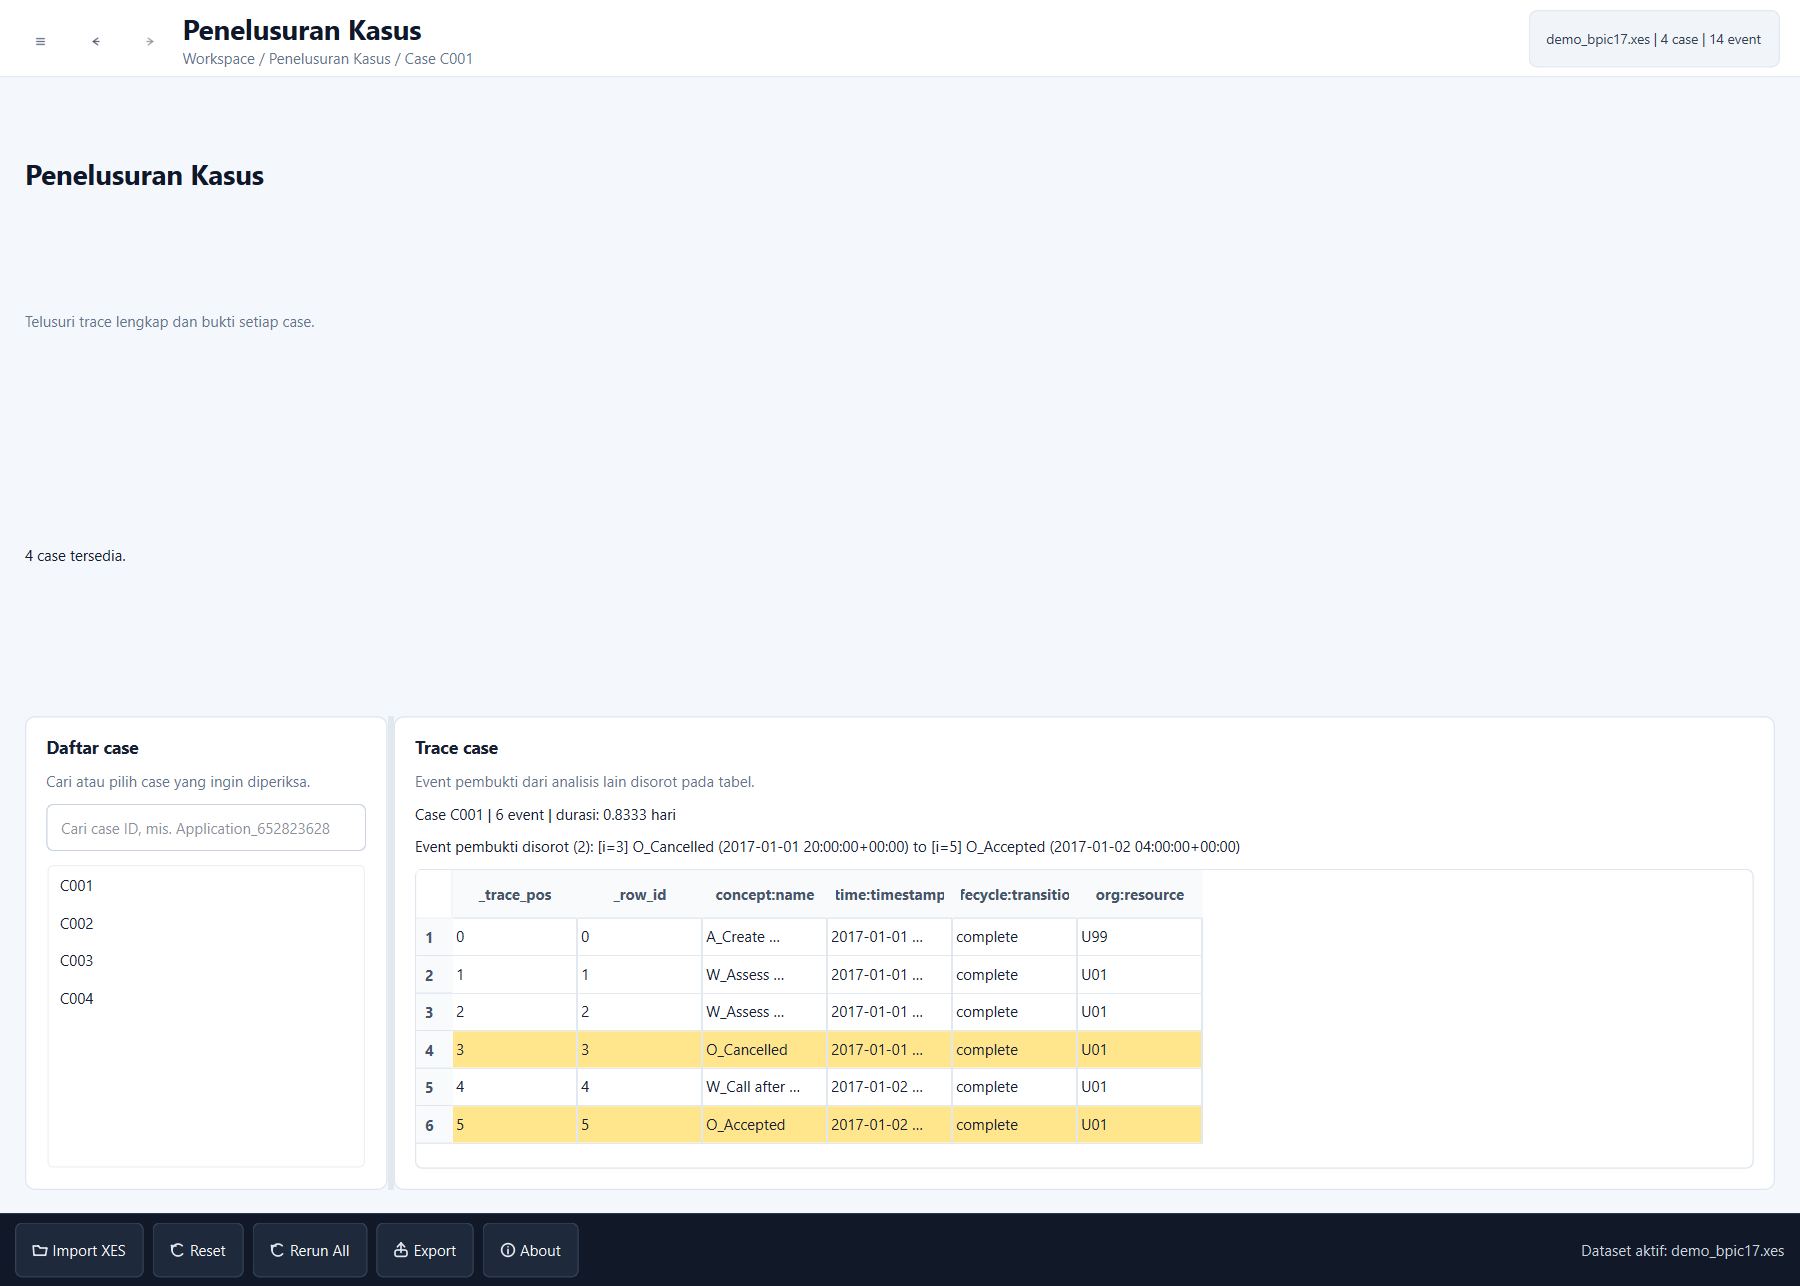 Penelusuran Kasus
Workspace / Penelusuran Kasus / Case C001
demo_bpic17.xes | 4 case | 14 event
Penelusuran Kasus
Telusuri trace lengkap dan bukti setiap case.
4 case tersedia.
Daftar case
Cari atau pilih case yang ingin diperiksa.
Cari case ID, mis. Application_652823628
C001
C002
C003
C004
Trace case
Event pembukti dari analisis lain disorot pada tabel.
Case C001 | 6 event | durasi: 0.8333 hari
Event pembukti disorot (2): [i=3] O_Cancelled (2017-01-01 20:00:00+00:00) to [i=5] O_Accepted (2017-01-02 04:00:00+00:00)
_trace_pos _row_id concept:name time:timestamp fecycle:transitio org:resource
1 0 0 A_Create ... 2017-01-01 ... complete U99
2 1 1 W_Assess ... 2017-01-01 ... complete U01
3 2 2 W_Assess ... 2017-01-01 ... complete U01
4 3 3 O_Cancelled 2017-01-01 ... complete U01
5 4 4 W_Call after ... 2017-01-02 ... complete U01
6 5 5 O_Accepted 2017-01-02 ... complete U01
Import XES Reset Rerun All Export About
Dataset aktif: demo_bpic17.xes